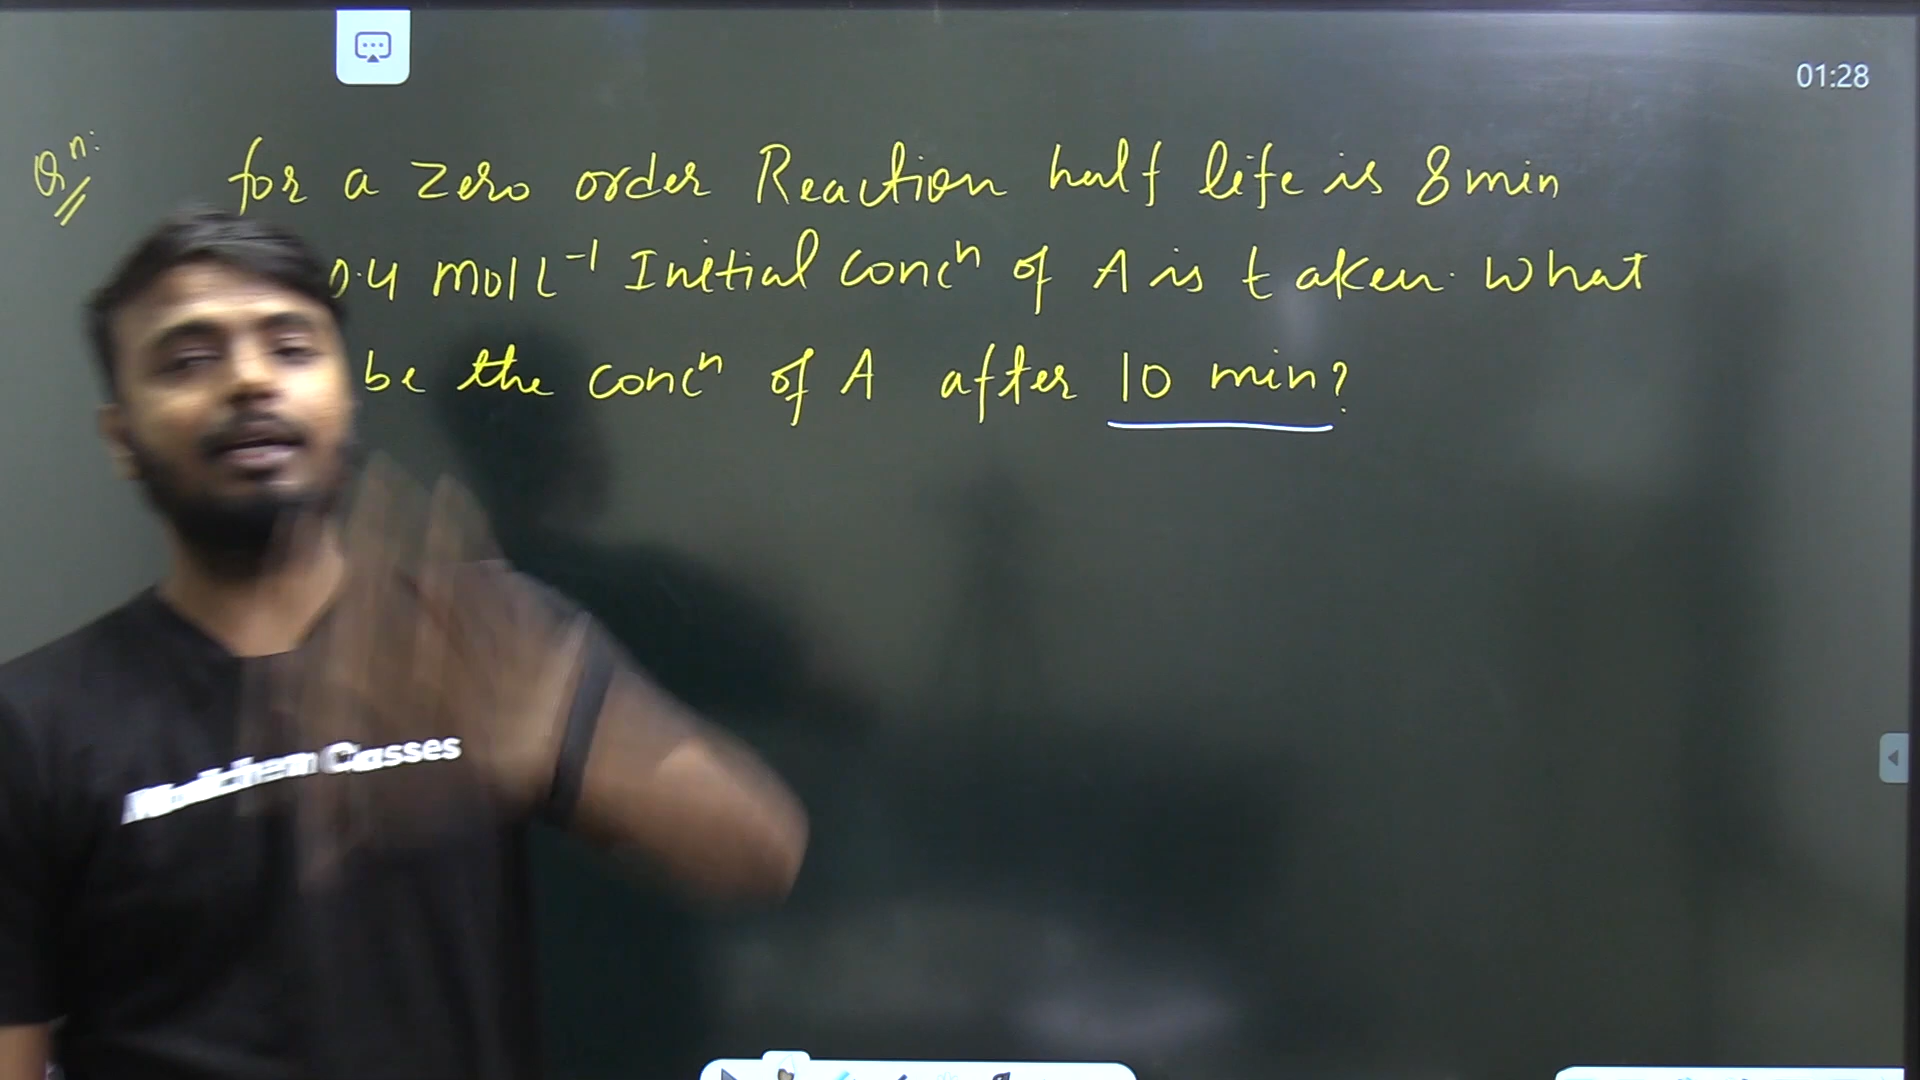 01:28
Qⁿ:
for a zero order Reaction half life is 8 min
0.4 mol L⁻¹ Initial concⁿ of A is taken. What
be the concⁿ of A after 10 min?
Classes